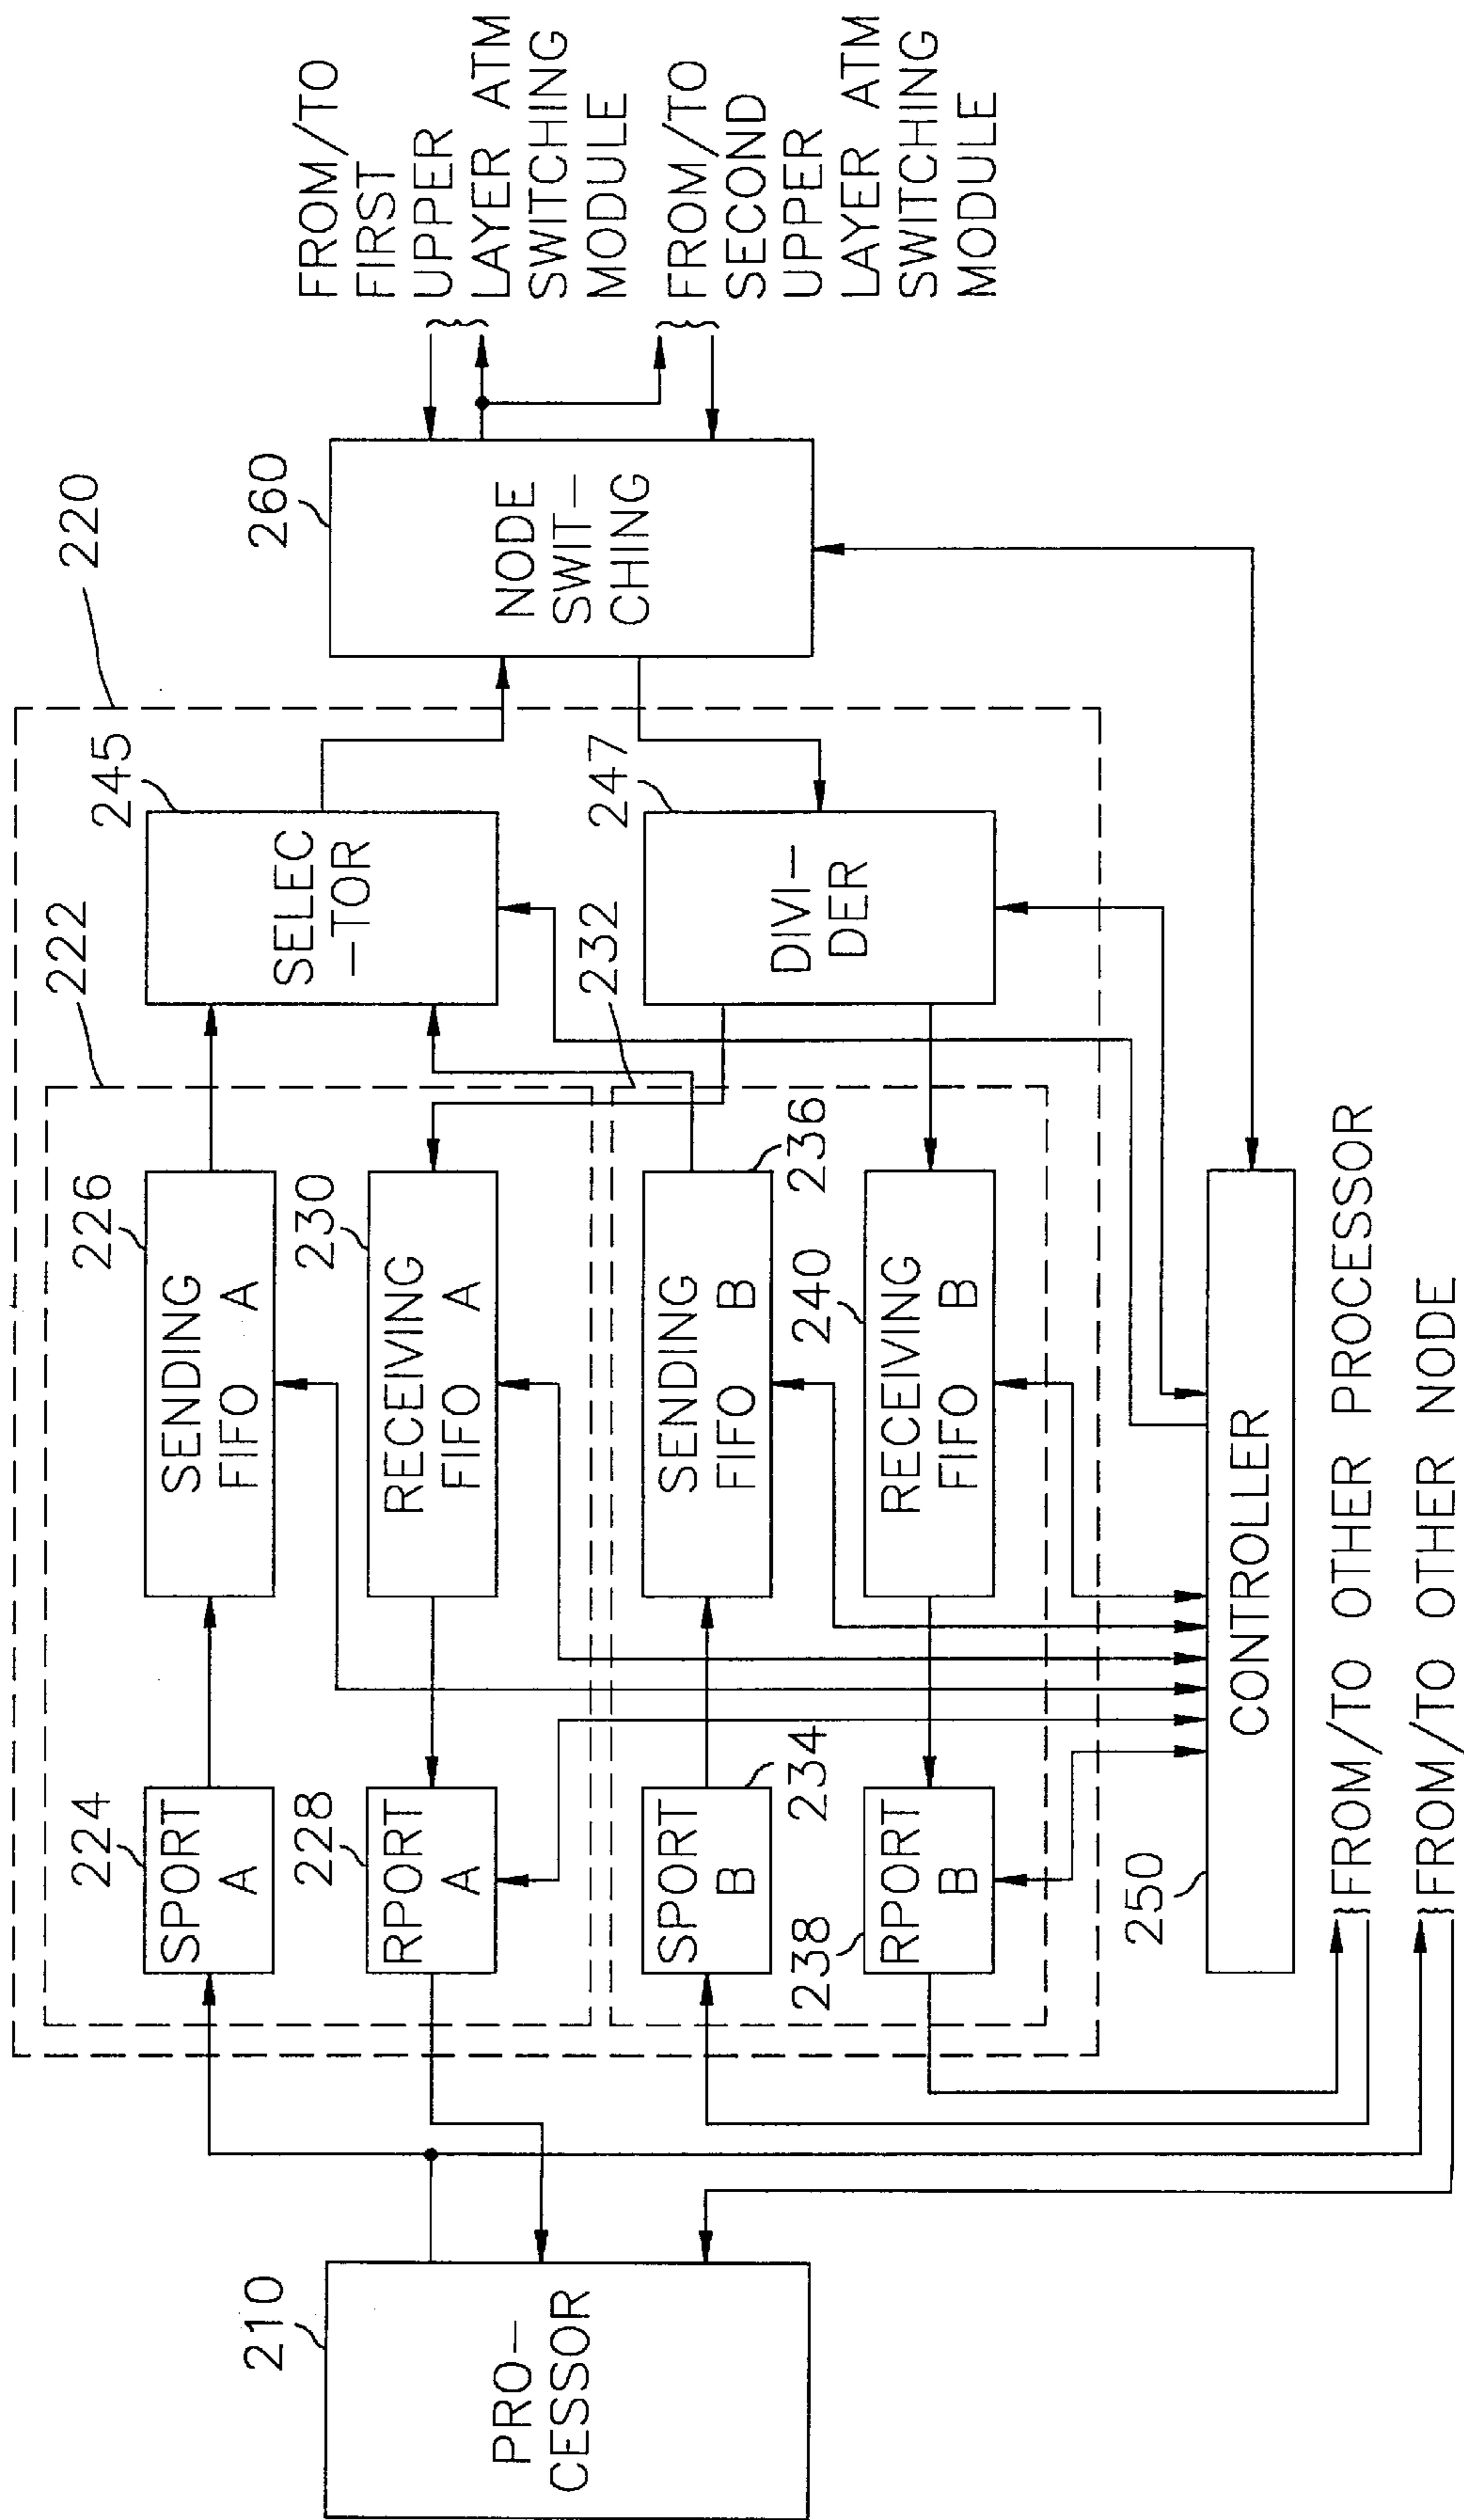 220
222
245
260
224
SPORT
A
226
SENDING
FIFO A
SELEC
-TOR
228
RPORT
A
230
RECEIVING
FIFO A
232
247
210
PRO-
CESSOR
NODE
SWIT-
CHING
FROM/TO
FIRST
UPPER
LAYER ATM
SWITCHING
MODULE
FROM/TO
SECOND
UPPER
LAYER ATM
SWITCHING
MODULE
SPORT
B
234
SENDING
FIFO B
236
DIVI-
DER
238
RPORT
B
240
RECEIVING
FIFO B
250
CONTROLLER
FROM/TO OTHER PROCESSOR
FROM/TO OTHER NODE